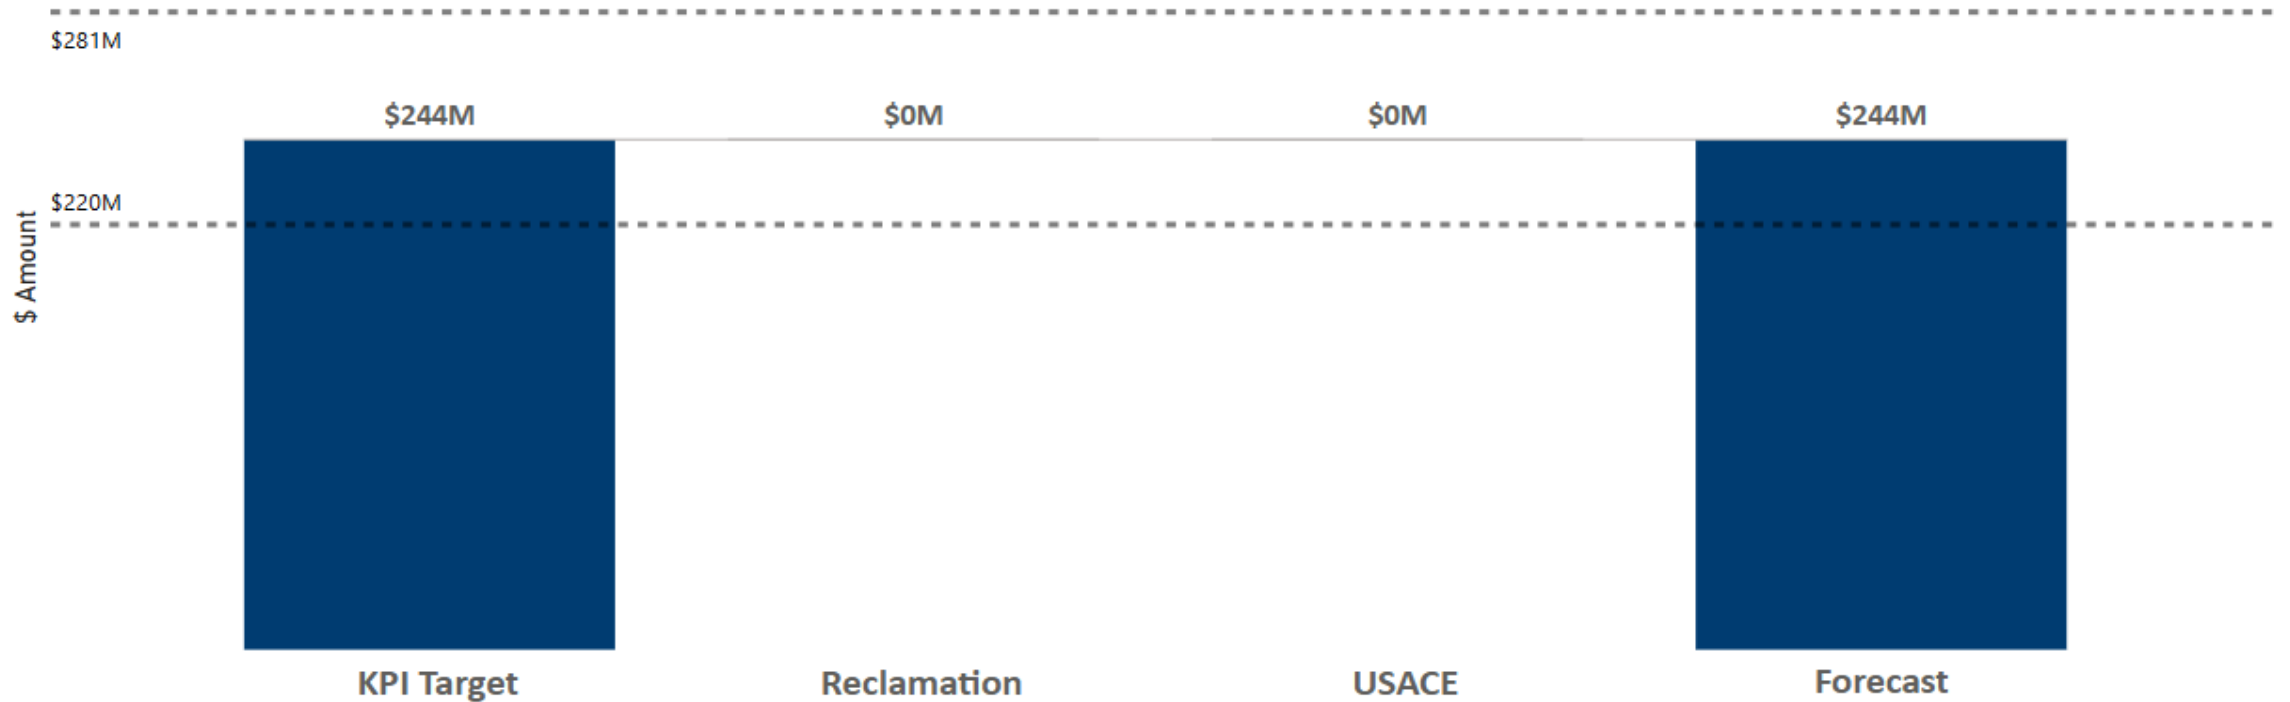 $281M
$244M
$0M
$0M
$244M
$220M
$ Amount
KPI Target
Reclamation
USACE
Forecast